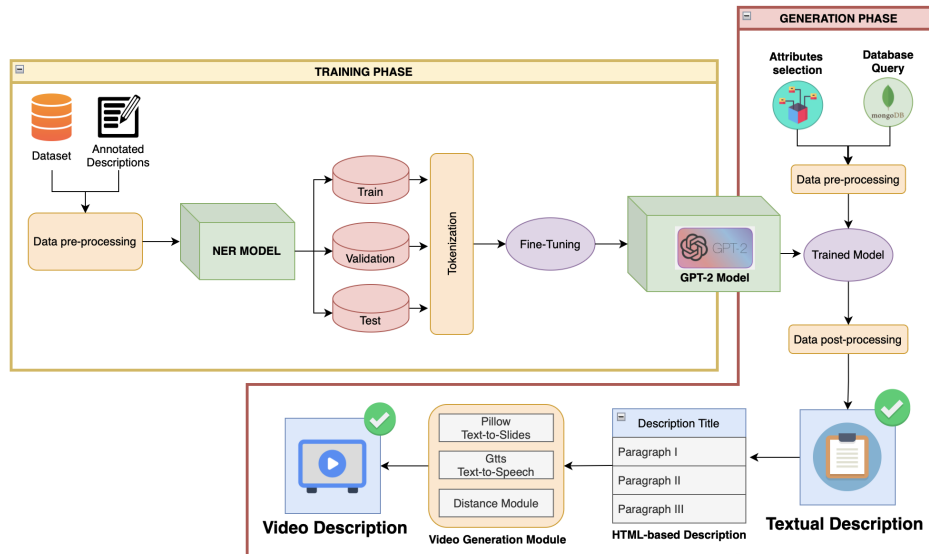 GENERATION PHASE
TRAINING PHASE
Attributes
selection
Database
Query
mongoDB
Dataset
Annotated
Descriptions
Data pre-processing
NER MODEL
Train
Validation
Test
Tokenization
Fine-Tuning
GPT-2
GPT-2 Model
Data pre-processing
Trained Model
Data post-processing
Textual Description
Description Title
Paragraph I
Paragraph II
Paragraph III
HTML-based Description
Pillow
Text-to-Slides
Gtts
Text-to-Speech
Distance Module
Video Generation Module
Video Description